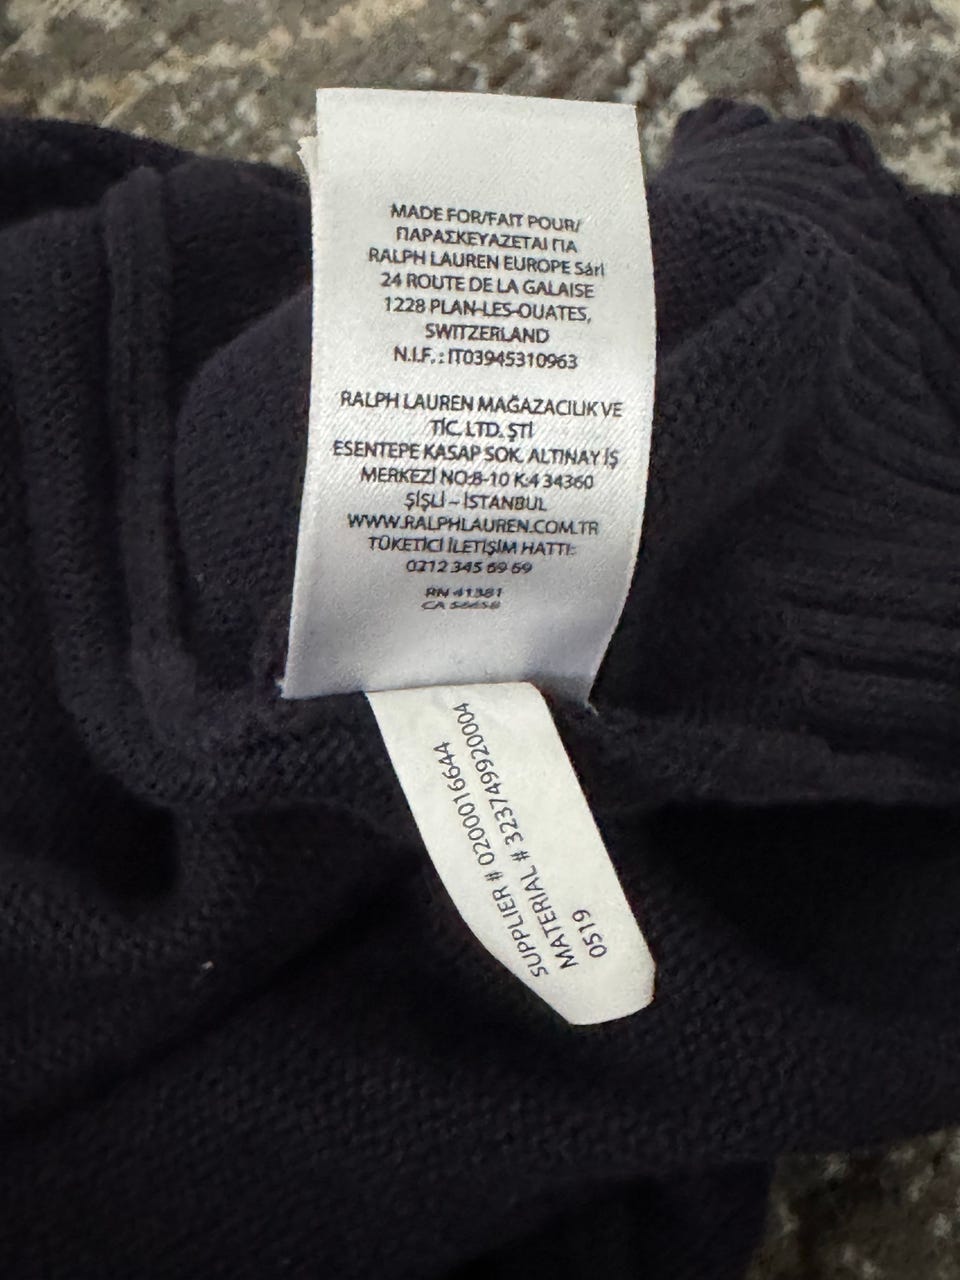 MADE FOR/FAIT POUR/
ΠΑΡΑΣΚΕΥΑΖΕΤΑΙ ΓΙΑ
RALPH LAUREN EUROPE Sárl
24 ROUTE DE LA GALAISE
1228 PLAN-LES-OUATES,
SWITZERLAND
N.I.F. : IT03945310963
RALPH LAUREN MAĞAZACILIK VE
TİC. LTD. ŞTİ
ESENTEPE KASAP SOK. ALTINAY İŞ
MERKEZİ NO:8-10 K:4 34360
ŞİŞLİ – İSTANBUL
WWW.RALPHLAUREN.COM.TR
TÜKETİCİ İLETİŞİM HATTI:
0212 345 69 69
RN 41381
CA
SUPPLIER # 0200016644
MATERIAL # 323749920004
0519